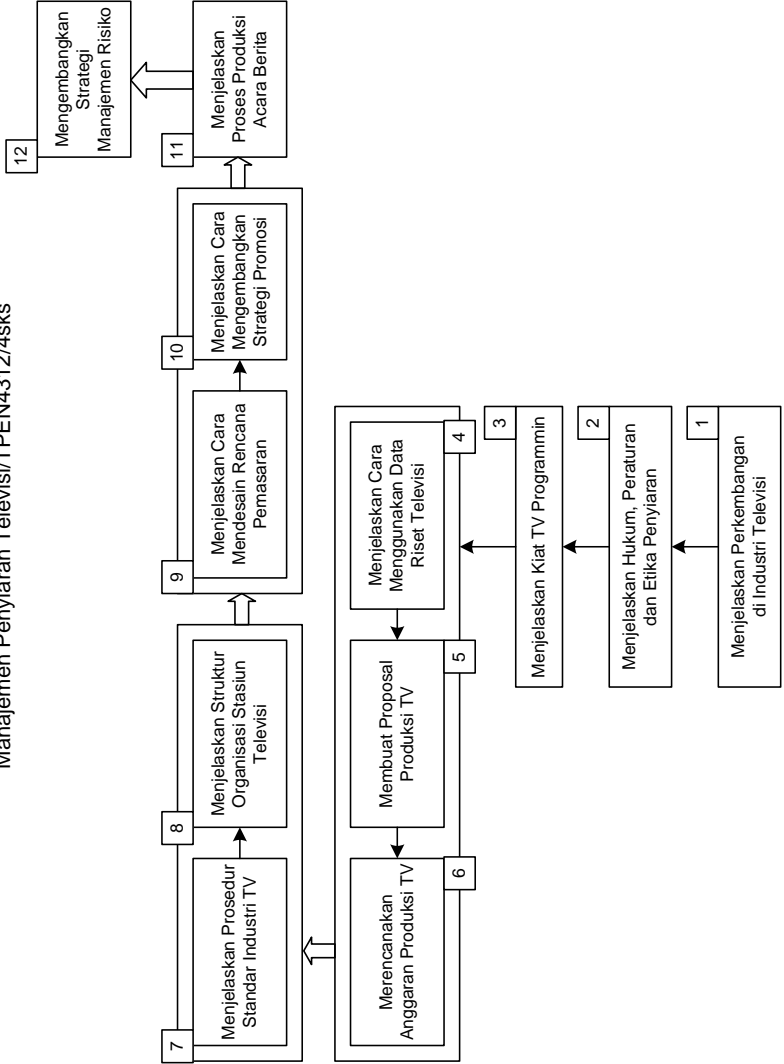 Manajemen Penyiaran Televisi/TPEN4312/4sks
12
Mengembangkan
Strategi
Manajemen Risiko
11
Menjelaskan
Proses Produksi
Acara Berita
10
Menjelaskan Cara
Mengembangkan
Strategi Promosi
9
Menjelaskan Cara
Mendesain Rencana
Pemasaran
8
Menjelaskan Struktur
Organisasi Stasiun
Televisi
7
Menjelaskan Prosedur
Standar Industri TV
6
Merencanakan
Anggaran Produksi TV
5
Membuat Proposal
Produksi TV
4
Menjelaskan Cara
Menggunakan Data
Riset Televisi
3
Menjelaskan Kiat TV Programmin
2
Menjelaskan Hukum, Peraturan
dan Etika Penyiaran
1
Menjelaskan Perkembangan
di Industri Televisi